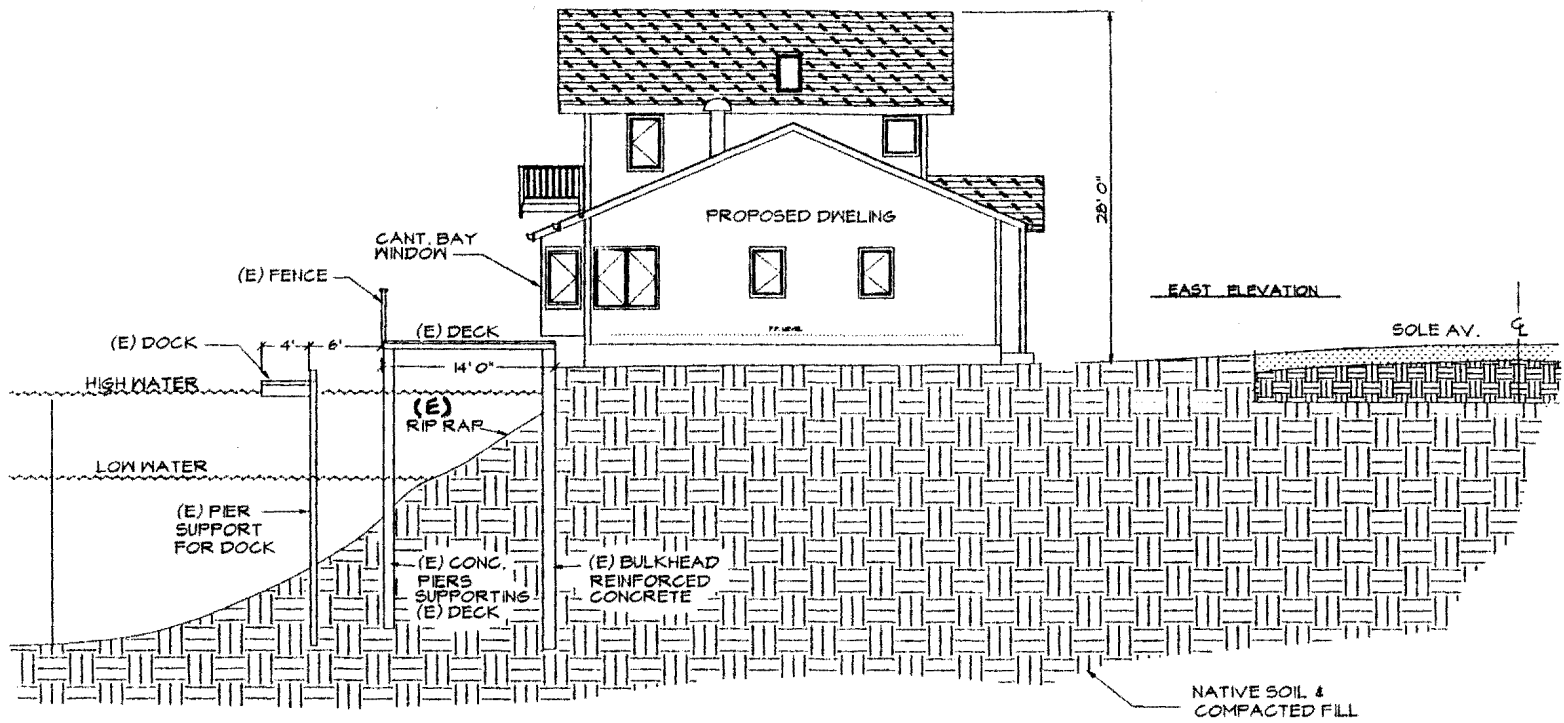 28' 0"
PROPOSED DWELING
CANT. BAY
WINDOW
(E) FENCE
EAST ELEVATION
(E) DECK
SOLE AV.
(E) DOCK
4'
6'
14' 0"
HIGH WATER
(E)
RIP RAP
LOW WATER
(E) PIER
SUPPORT
FOR DOCK
(E) CONC.
PIERS
SUPPORTING
(E) DECK
(E) BULKHEAD
REINFORCED
CONCRETE
NATIVE SOIL &
COMPACTED FILL